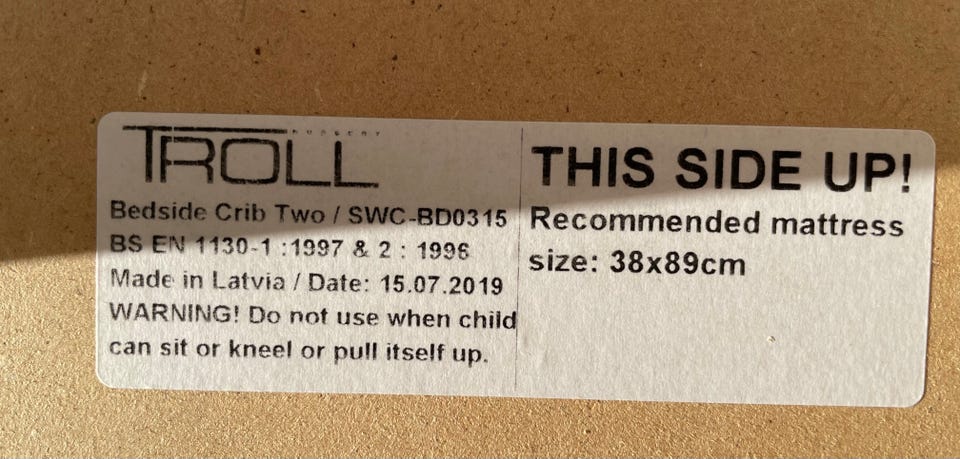 TROLL
NURSERY
Bedside Crib Two / SWC-BD0315
BS EN 1130-1 :1997 & 2 : 1996
Made in Latvia / Date: 15.07.2019
WARNING! Do not use when child
can sit or kneel or pull itself up.
THIS SIDE UP!
Recommended mattress
size: 38x89cm